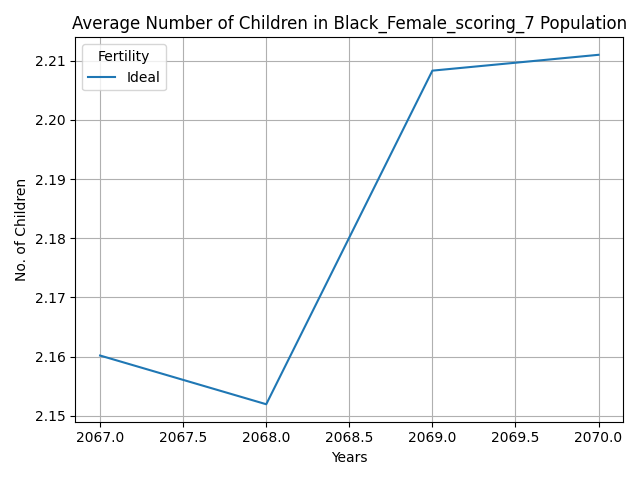 Average Number of Children in Black_Female_scoring_7 Population
Fertility
Ideal
No. of Children
2.21
2.20
2.19
2.18
2.17
2.16
2.15
2067.0 2067.5 2068.0 2068.5 2069.0 2069.5 2070.0
Years